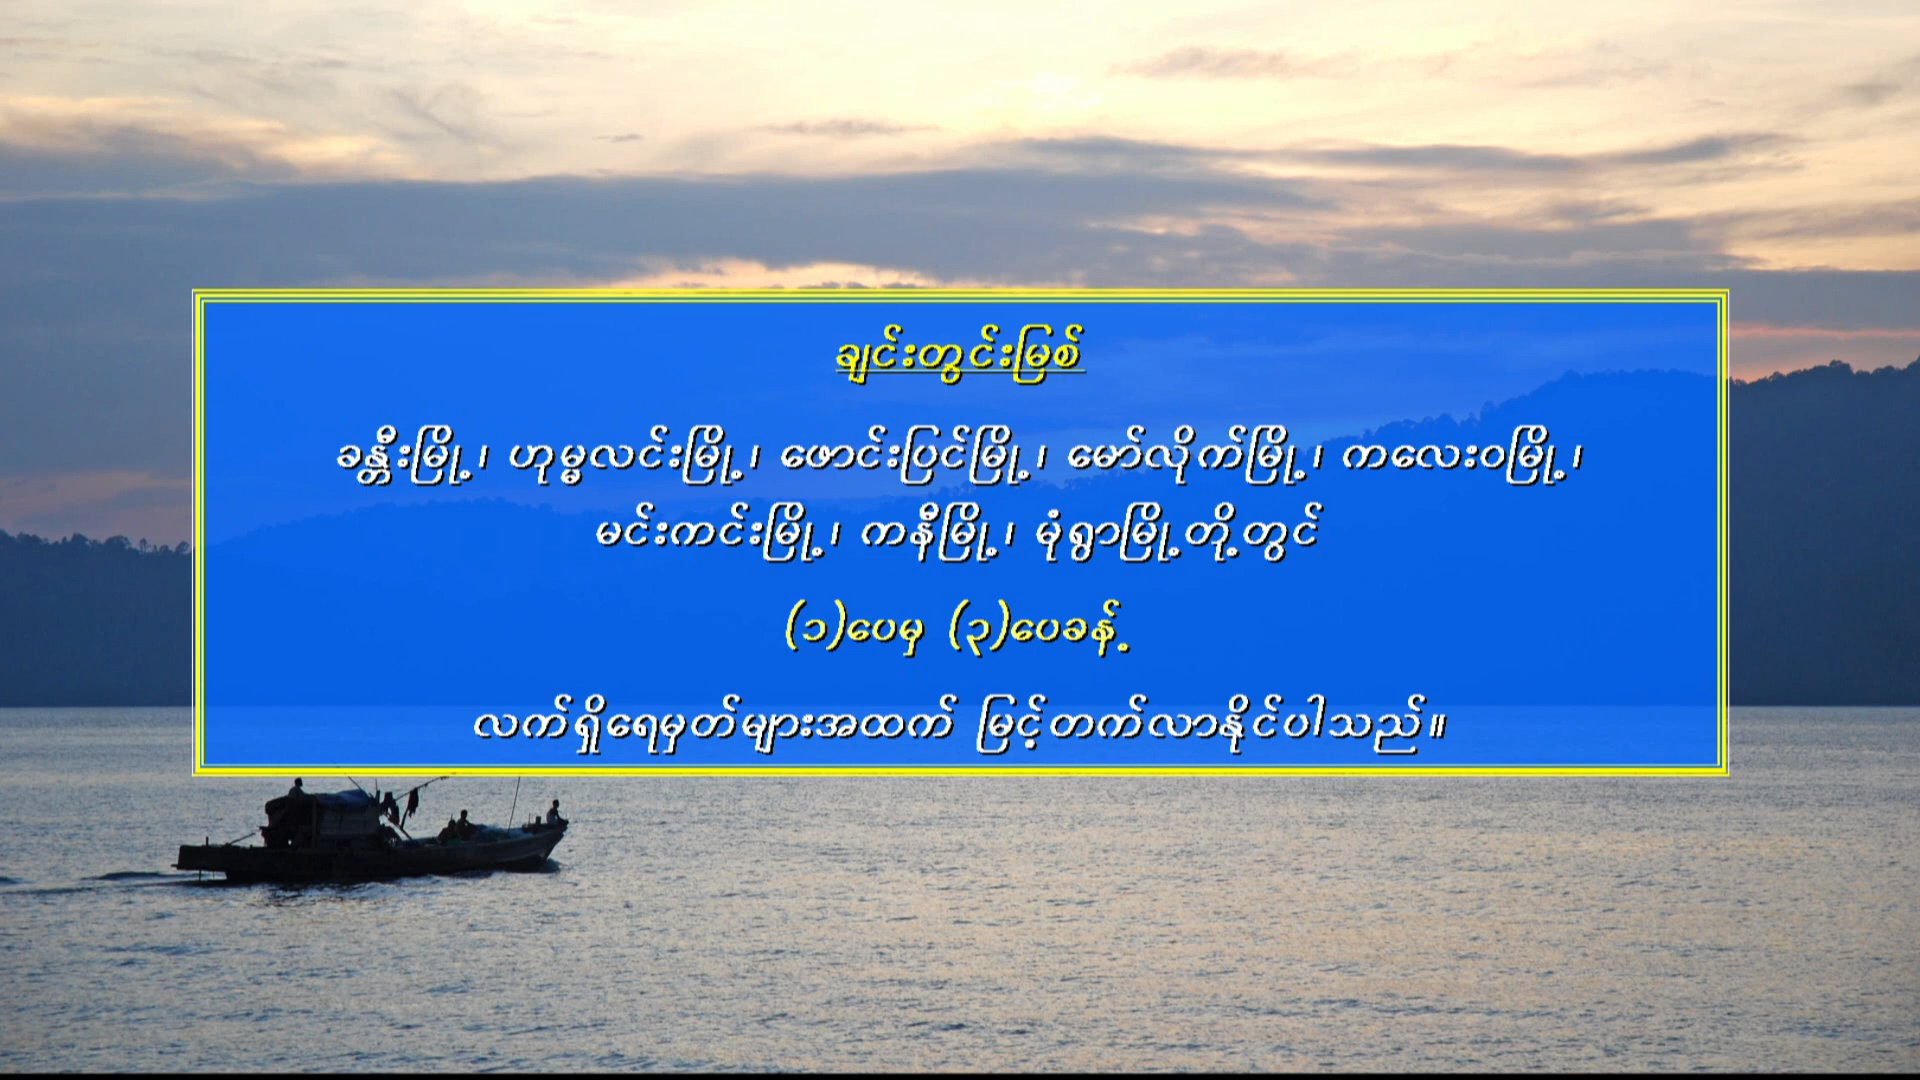 ချင်းတွင်းမြစ်
ခန္တီးမြို့၊ ဟုမ္မလင်းမြို့၊ ဖောင်းပြင်မြို့၊ မော်လိုက်မြို့၊ ကလေးဝမြို့၊
မင်းကင်းမြို့၊ ကနီမြို့၊ မုံရွာမြို့တို့တွင်
(၁)ပေမှ (၃)ပေခန့်
လက်ရှိရေမှတ်များအထက် မြင့်တက်လာနိုင်ပါသည်။